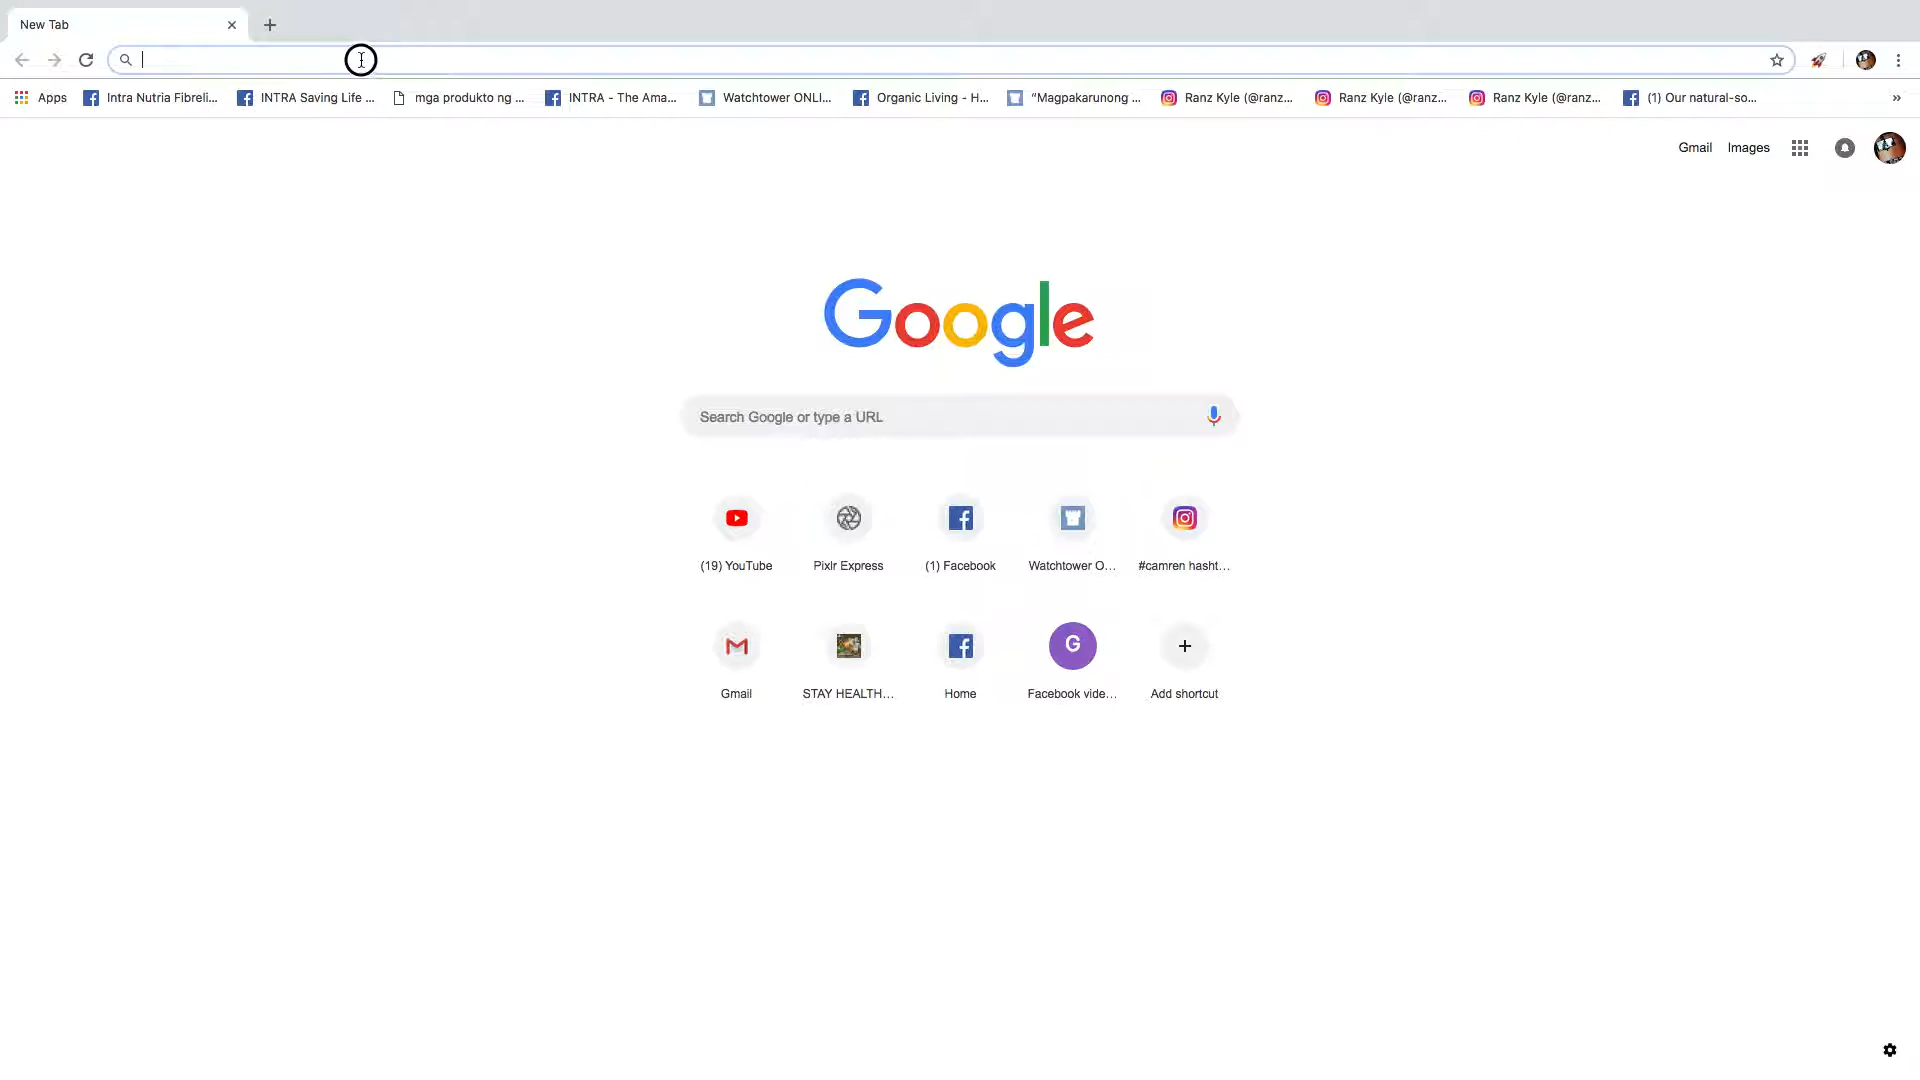 New Tab
Apps
Intra Nutria Fibreli...
INTRA Saving Life ...
mga produkto ng ...
INTRA - The Ama...
Watchtower ONLI...
Organic Living - H...
“Magpakarunong ...
Ranz Kyle (@ranz...
Ranz Kyle (@ranz...
Ranz Kyle (@ranz...
(1) Our natural-so...
Gmail
Images
Google
Search Google or type a URL
(19) YouTube
Pixlr Express
(1) Facebook
Watchtower O...
#camren hasht...
G
Gmail
STAY HEALTH...
Home
Facebook vide...
Add shortcut